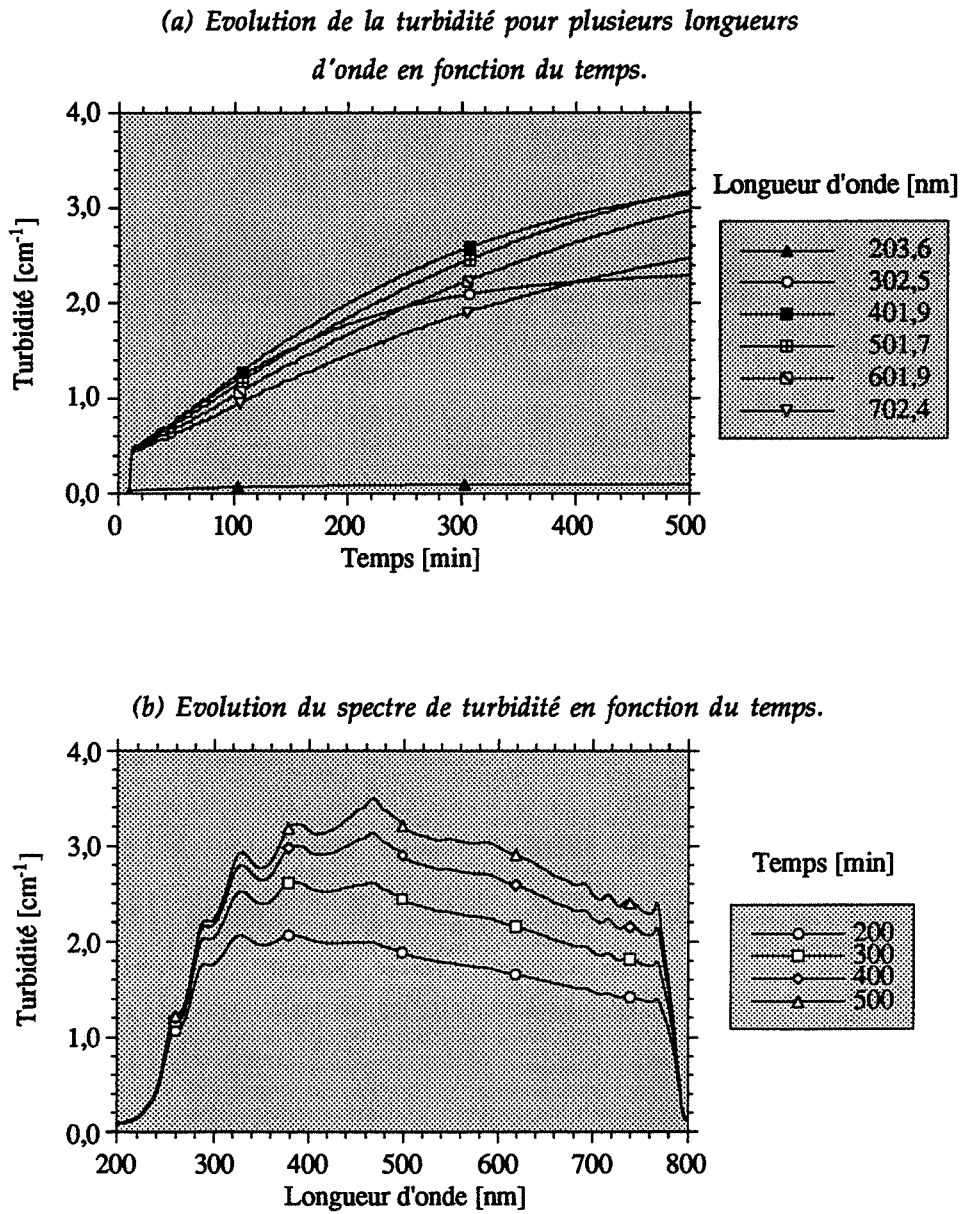 (a) Evolution de la turbidité pour plusieurs longueurs
d'onde en fonction du temps.
4,0
3,0
2,0
1,0
0,0
Turbidité [cm-1]
0 100 200 300 400 500
Temps [min]
Longueur d'onde [nm]
203,6
302,5
401,9
501,7
601,9
702,4
(b) Evolution du spectre de turbidité en fonction du temps.
4,0
3,0
2,0
1,0
0,0
Turbidité [cm-1]
200 300 400 500 600 700 800
Longueur d'onde [nm]
Temps [min]
200
300
400
500